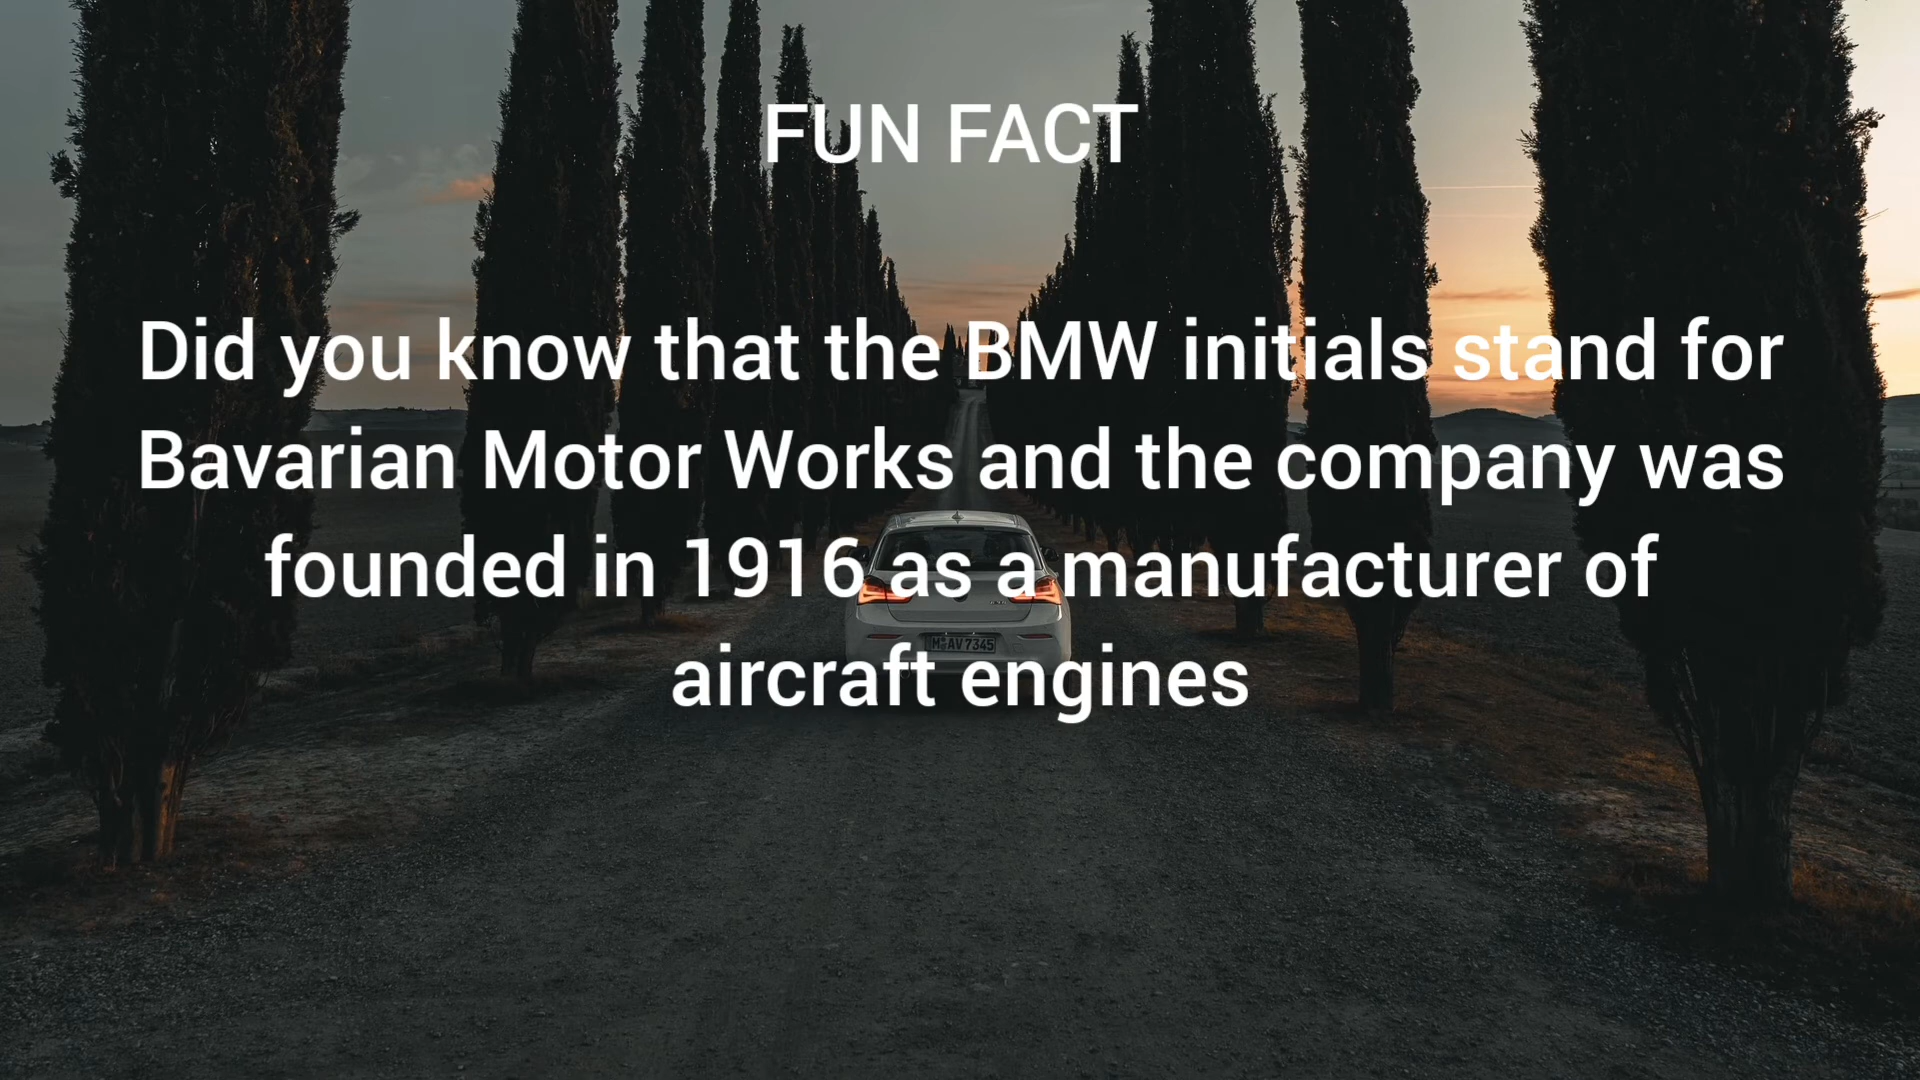 FUN FACT
Did you know that the BMW initials stand for
Bavarian Motor Works and the company was
founded in 1916 as a manufacturer of
aircraft engines
M AV 7345